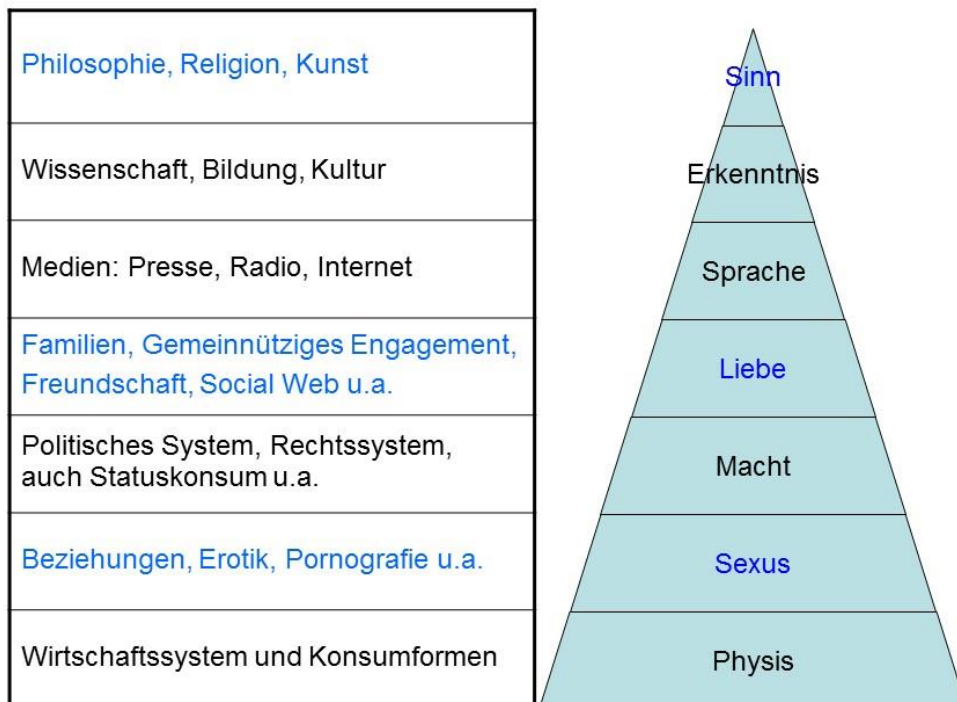 Philosophie, Religion, Kunst
Sinn
Wissenschaft, Bildung, Kultur
Erkenntnis
Medien: Presse, Radio, Internet
Sprache
Familien, Gemeinnütziges Engagement,
Freundschaft, Social Web u.a.
Liebe
Politisches System, Rechtssystem,
auch Statuskonsum u.a.
Macht
Beziehungen, Erotik, Pornografie u.a.
Sexus
Wirtschaftssystem und Konsumformen
Physis